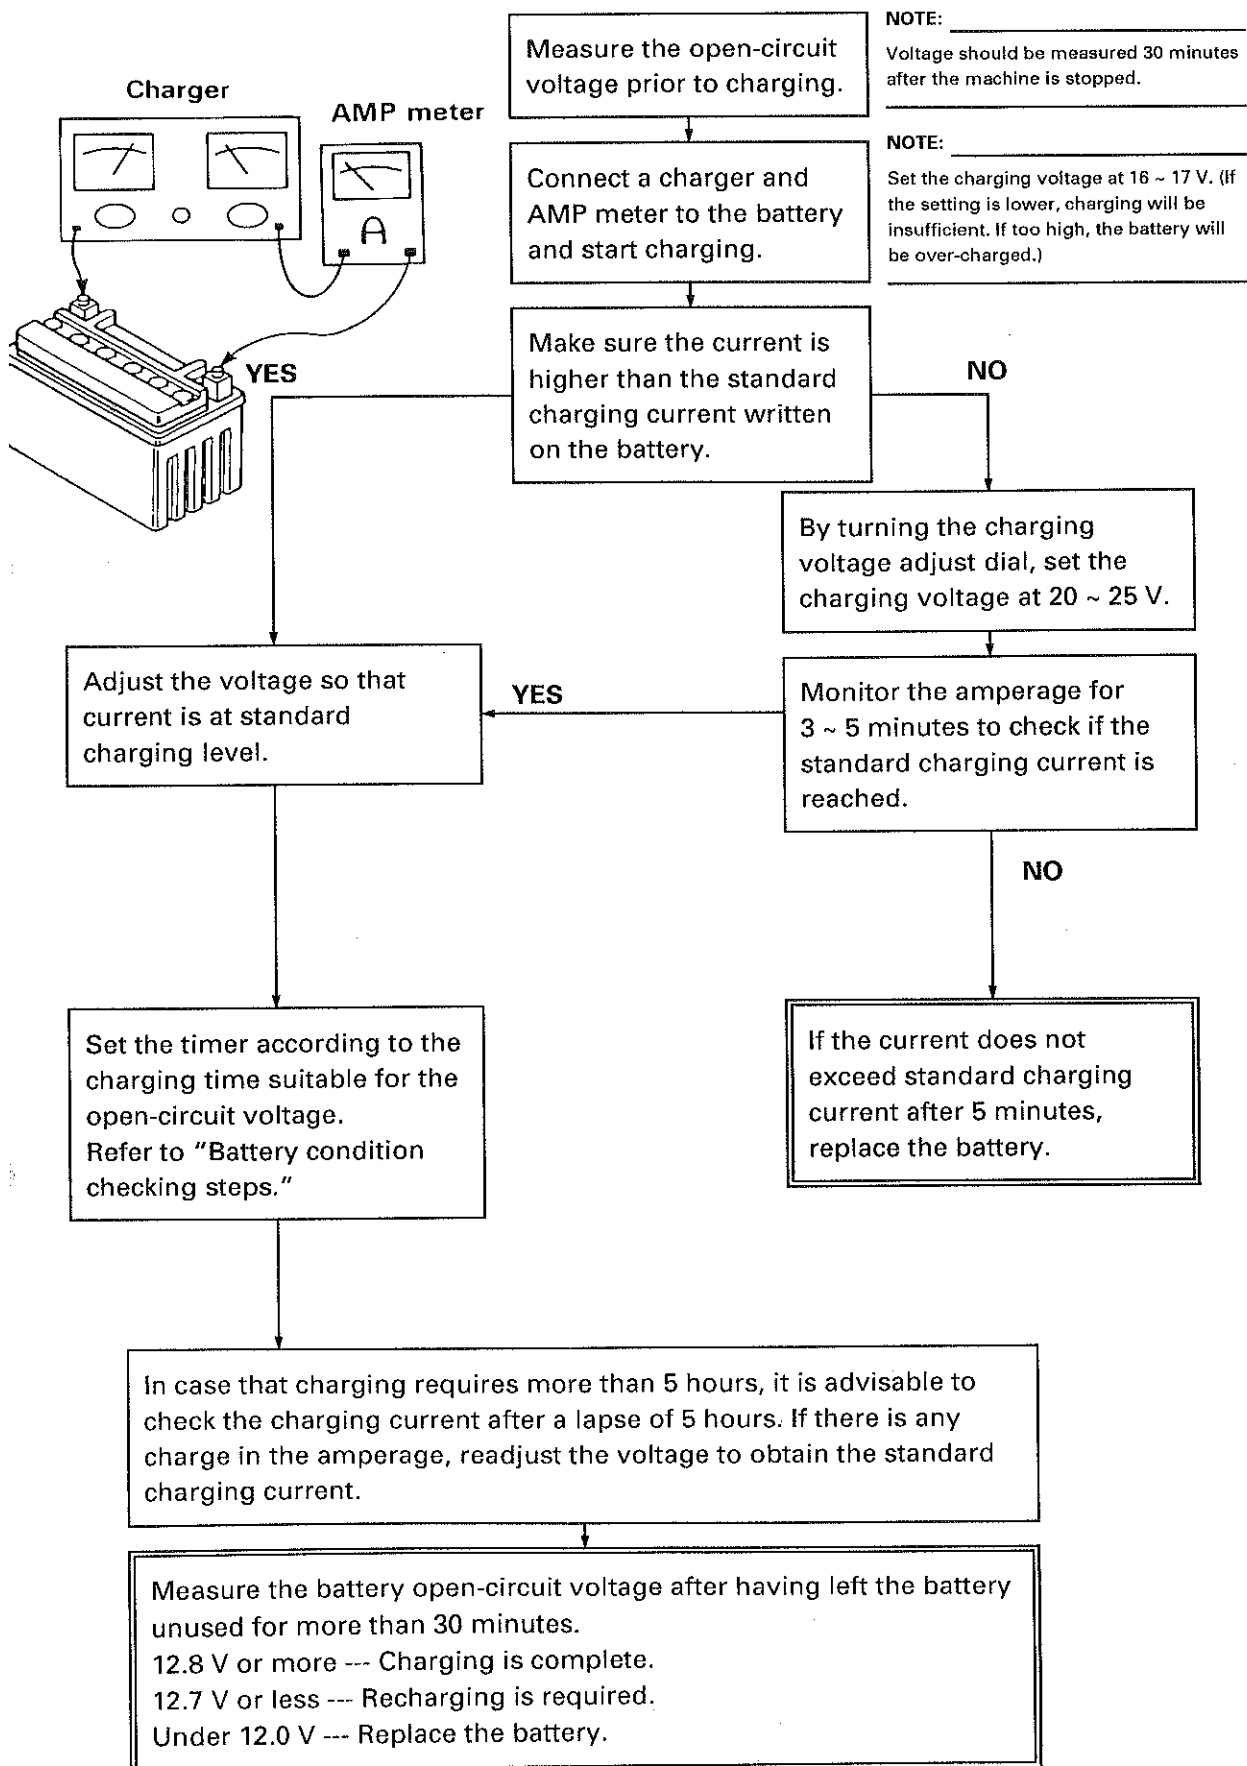 Charger
AMP meter
A
Measure the open-circuit
voltage prior to charging.
NOTE:
Voltage should be measured 30 minutes
after the machine is stopped.
Connect a charger and
AMP meter to the battery
and start charging.
NOTE:
Set the charging voltage at 16 ~ 17 V. (If
the setting is lower, charging will be
insufficient. If too high, the battery will
be over-charged.)
Make sure the current is
higher than the standard
charging current written
on the battery.
YES
NO
By turning the charging
voltage adjust dial, set the
charging voltage at 20 ~ 25 V.
Adjust the voltage so that
current is at standard
charging level.
YES
Monitor the amperage for
3 ~ 5 minutes to check if the
standard charging current is
reached.
NO
Set the timer according to the
charging time suitable for the
open-circuit voltage.
Refer to "Battery condition
checking steps."
If the current does not
exceed standard charging
current after 5 minutes,
replace the battery.
In case that charging requires more than 5 hours, it is advisable to
check the charging current after a lapse of 5 hours. If there is any
charge in the amperage, readjust the voltage to obtain the standard
charging current.
Measure the battery open-circuit voltage after having left the battery
unused for more than 30 minutes.
12.8 V or more --- Charging is complete.
12.7 V or less --- Recharging is required.
Under 12.0 V --- Replace the battery.